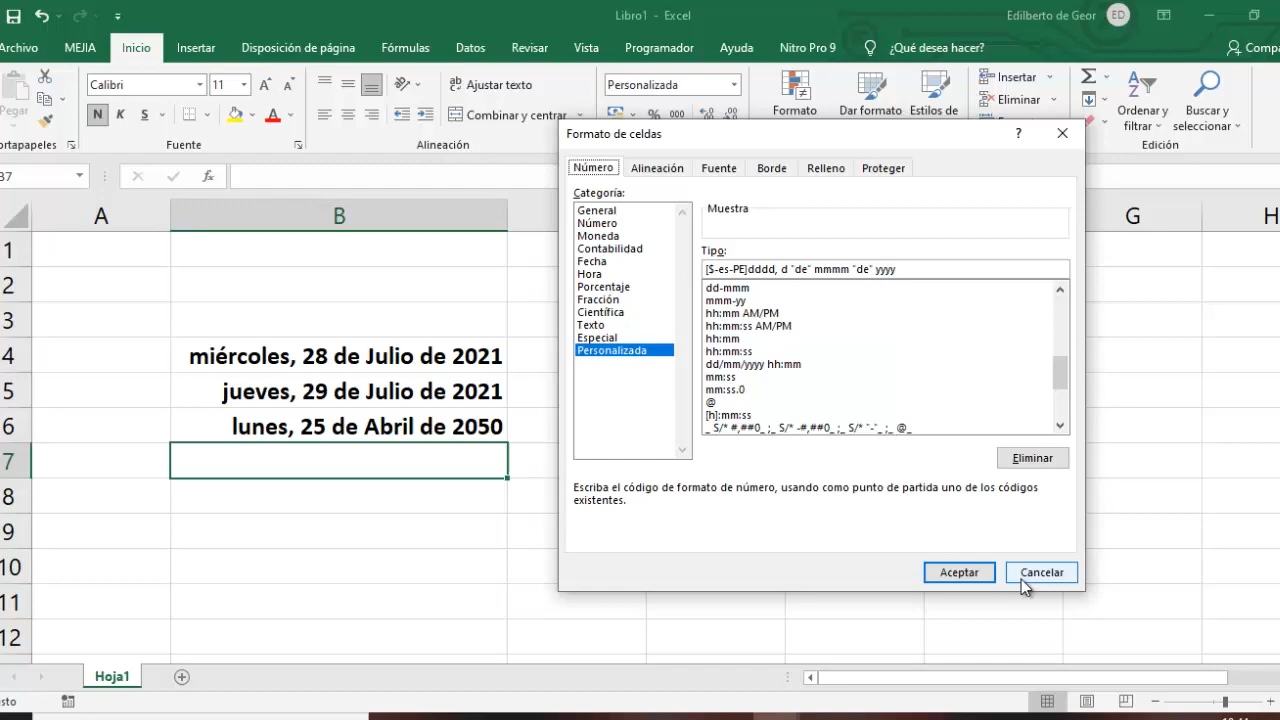 Libro1 - Excel
Edilberto de Geor ED
Archivo MEJIA Inicio Insertar Disposición de página Fórmulas Datos Revisar Vista Programador Ayuda Nitro Pro 9 ¿Qué desea hacer? Compa
Pegar
Calibri 11
N K S
Ajustar texto
Combinar y centrar
Personalizada
% 000
Formato
Dar formato
Estilos de
Insertar
Eliminar
Ordenar y
filtrar
Buscar y
seleccionar
ortapapeles Fuente Alineación Edición
37
fx
A B G H
1
2
3
4 miércoles, 28 de Julio de 2021
5 jueves, 29 de Julio de 2021
6 lunes, 25 de Abril de 2050
7
8
9
10
11
12
Formato de celdas
?
Número Alineación Fuente Borde Relleno Proteger
Categoría:
General
Número
Moneda
Contabilidad
Fecha
Hora
Porcentaje
Fracción
Científica
Texto
Especial
Personalizada
Muestra
Tipo:
[$-es-PE]dddd, d "de" mmmm "de" yyyy
dd-mmm
mmm-yy
hh:mm AM/PM
hh:mm:ss AM/PM
hh:mm
hh:mm:ss
dd/mm/yyyy hh:mm
mm:ss
mm:ss.0
@
[h]:mm:ss
_ S/* #,##0_ ;_ S/* -#,##0_ ;_ S/* "-"_ ;_ @_
Eliminar
Escriba el código de formato de número, usando como punto de partida uno de los códigos
existentes.
Aceptar Cancelar
Hoja1
sto